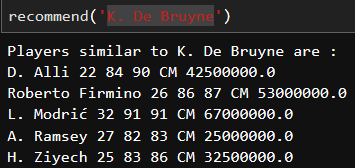 recommend('K. De Bruyne')
Players similar to K. De Bruyne are :
D. Alli 22 84 90 CM 42500000.0
Roberto Firmino 26 86 87 CM 53000000.0
L. Modrić 32 91 91 CM 67000000.0
A. Ramsey 27 82 83 CM 25000000.0
H. Ziyech 25 83 86 CM 32500000.0